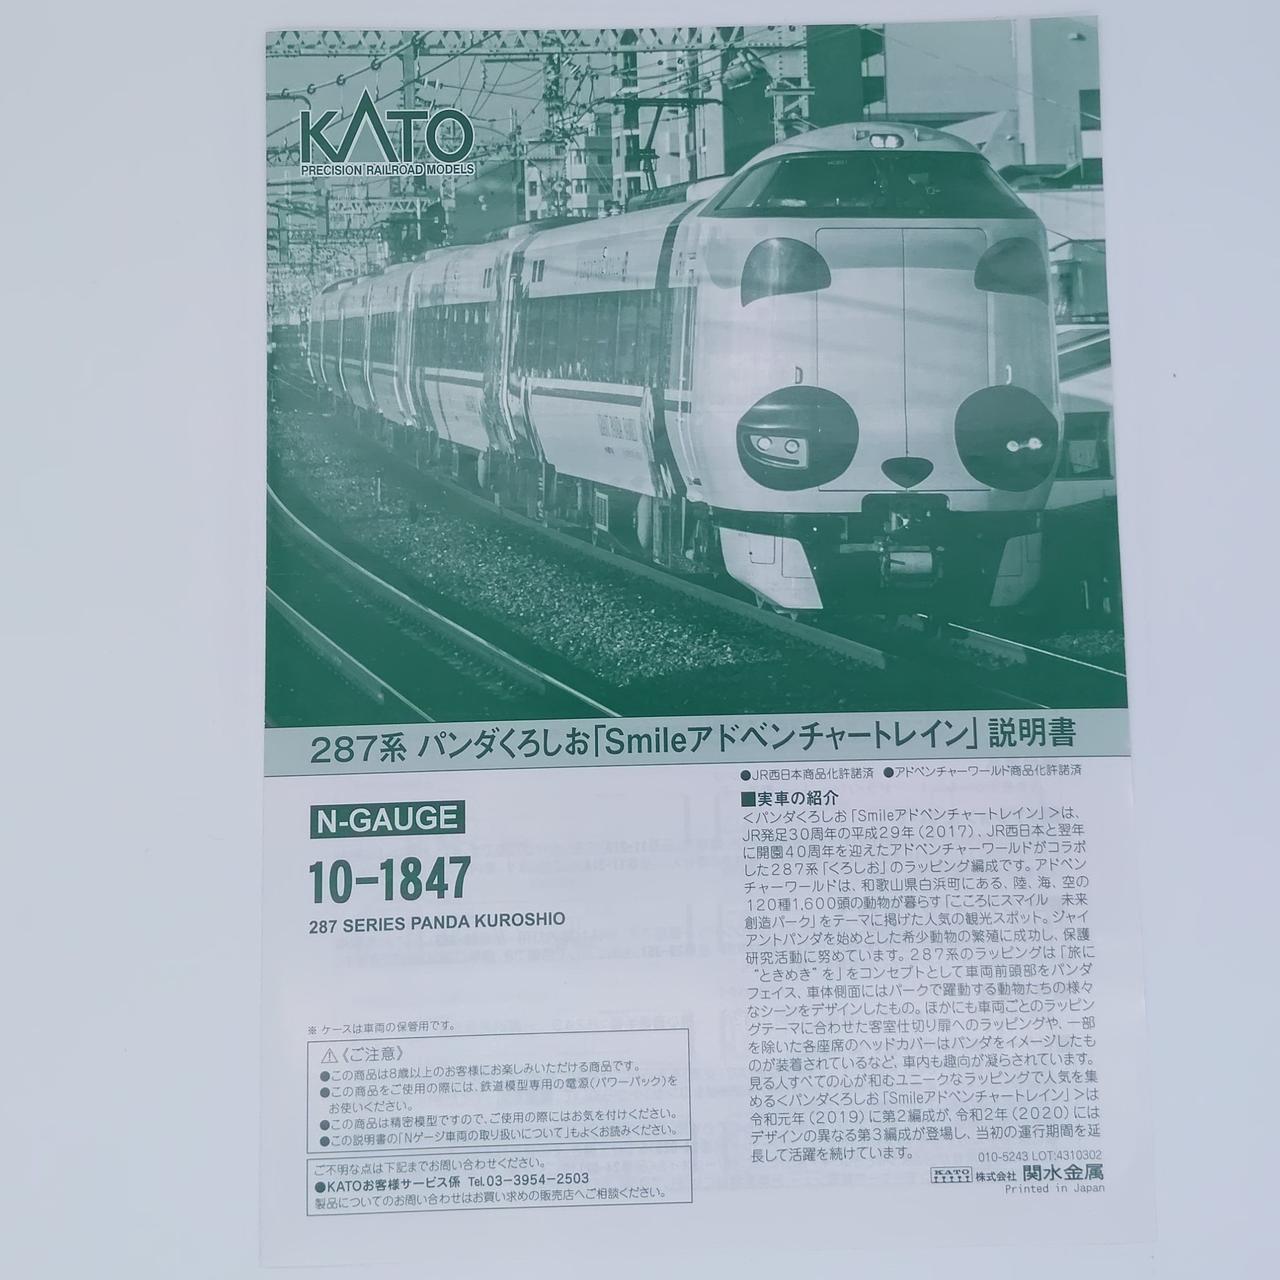 KATO
PRECISION RAILROAD MODELS
287系 パンダくろしお「Smileアドベンチャートレイン」 説明書
●JR西日本商品化許諾済 ●アドベンチャーワールド商品化許諾済
N-GAUGE
10-1847
287 SERIES PANDA KUROSHIO
■実車の紹介
＜パンダくろしお「Smileアドベンチャートレイン」＞は、
JR発足30周年の平成29年(2017)、JR西日本と翌年
に開園40周年を迎えたアドベンチャーワールドがコラボ
した287系「くろしお」のラッピング編成です。アドベン
チャーワールドは、和歌山県白浜町にある、陸、海、空の
120種1,600頭の動物が暮らす「こころにスマイル　未来
創造パーク」をテーマに掲げた人気の観光スポット。ジャイ
アントパンダを始めとした希少動物の繁殖に成功し、保護
研究活動に努めています。287系のラッピングは「旅に
“ときめき”を」をコンセプトとして車両前頭部をパンダ
フェイス、車体側面にはパークで躍動する動物たちの様々
なシーンをデザインしたもの。ほかにも車両ごとのラッピン
グテーマに合わせた客室仕切り扉へのラッピングや、一部
を除いた各座席のヘッドカバーはパンダをイメージしたも
のが装着されているなど、車内も趣向が凝らされています。
見る人すべての心が和むユニークなラッピングで人気を集
める＜パンダくろしお「Smileアドベンチャートレイン」＞は
令和元年(2019)に第2編成が、令和2年(2020)には
デザインの異なる第3編成が登場し、当初の運行期間を延
長して活躍を続けています。
※ ケースは車両の保管用です。
⚠《ご注意》
●この商品は8歳以上のお客様にお楽しみいただける商品です。
●この商品をご使用の際には、鉄道模型専用の電源(パワーパック)を
お使いください。
●この商品は精密模型ですので、ご使用の際にはお気を付けください。
●この説明書の「Nゲージ車両の取り扱いについて」もよくお読みください。
ご不明な点は下記までお問い合わせください。
●KATOお客様サービス係 Tel.03-3954-2503
製品についてのお問い合わせはお買い求めの販売店へご相談ください。
010-5243 LOT:4310302
KATO 株式会社 関水金属
Printed in Japan